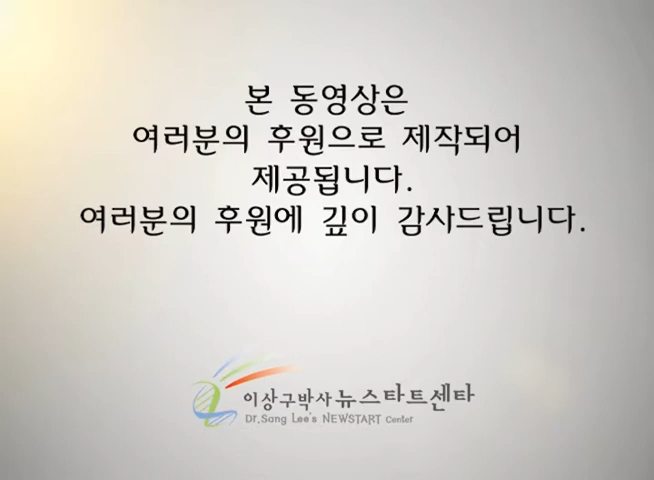 본 동영상은
여러분의 후원으로 제작되어
제공됩니다.
여러분의 후원에 깊이 감사드립니다.
이상구박사뉴스타트센타
Dr.Sang Lee's NEWSTART Center